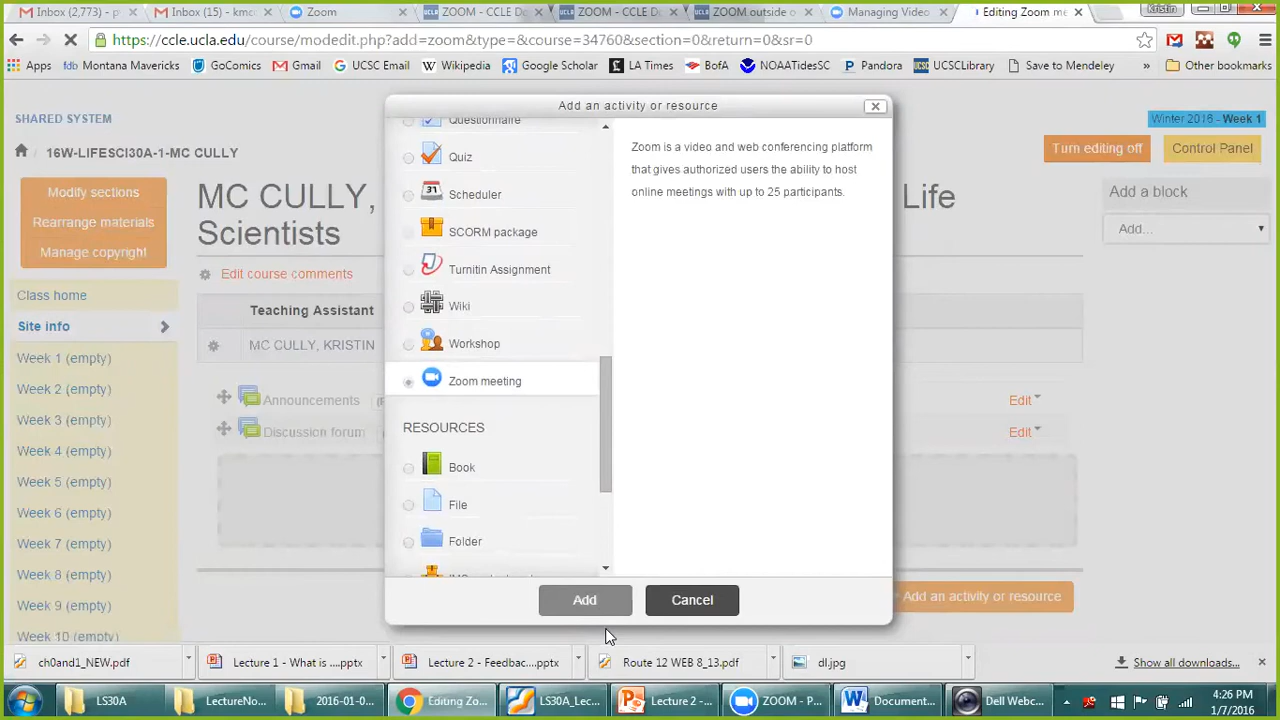 Inbox (2,773) - p
Inbox (15) - kmc
Zoom
ZOOM - CCLE Do
ZOOM - CCLE Do
ZOOM outside o
Managing Video
Editing Zoom me
Kristin
https://ccle.ucla.edu/course/modedit.php?add=zoom&type=&course=34760&section=0&return=0&sr=0
Apps
Montana Mavericks
GoComics
Gmail
UCSC Email
Wikipedia
Google Scholar
LA Times
BofA
NOAATidesSC
Pandora
UCSCLibrary
Save to Mendeley
»
Other bookmarks
SHARED SYSTEM
Winter 2016 - Week 1
16W-LIFESCI30A-1-MC CULLY
Turn editing off
Control Panel
Modify sections
Rearrange materials
Manage copyright
MC CULLY,
Life
Scientists
Edit course comments
Teaching Assistant
MC CULLY, KRISTIN
Add a block
Add...
Class home
Site info
Week 1 (empty)
Week 2 (empty)
Week 3 (empty)
Week 4 (empty)
Week 5 (empty)
Week 6 (empty)
Week 7 (empty)
Week 8 (empty)
Week 9 (empty)
Week 10 (empty)
Announcements
Edit
Discussion forum
Edit
Add an activity or resource
Add an activity or resource
Questionnaire
Quiz
31
Scheduler
SCORM package
Turnitin Assignment
Wiki
Workshop
Zoom meeting
RESOURCES
Book
File
Folder
Zoom is a video and web conferencing platform
that gives authorized users the ability to host
online meetings with up to 25 participants.
Add
Cancel
ch0and1_NEW.pdf
Lecture 1 - What is ....pptx
Lecture 2 - Feedbac....pptx
Route 12 WEB 8_13.pdf
dl.jpg
Show all downloads...
LS30A
LectureNo...
2016-01-0...
Editing Zo...
LS30A_Lec...
Lecture 2 -...
ZOOM - P...
Document...
Dell Webc...
4:26 PM
1/7/2016